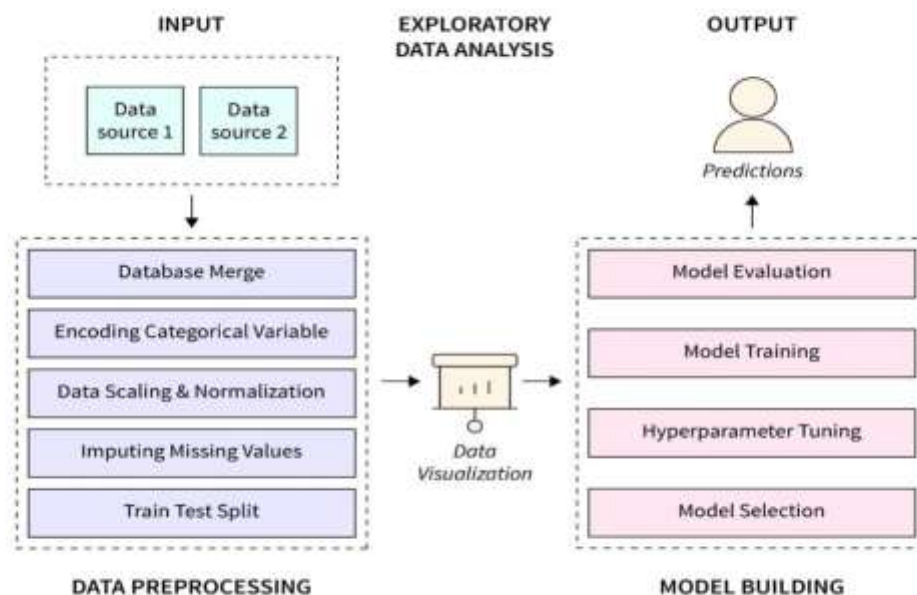 INPUT
EXPLORATORY
DATA ANALYSIS
OUTPUT
Data
source 1
Data
source 2
Predictions
Database Merge
Encoding Categorical Variable
Data Scaling & Normalization
Imputing Missing Values
Train Test Split
DATA PREPROCESSING
Data
Visualization
Model Evaluation
Model Training
Hyperparameter Tuning
Model Selection
MODEL BUILDING